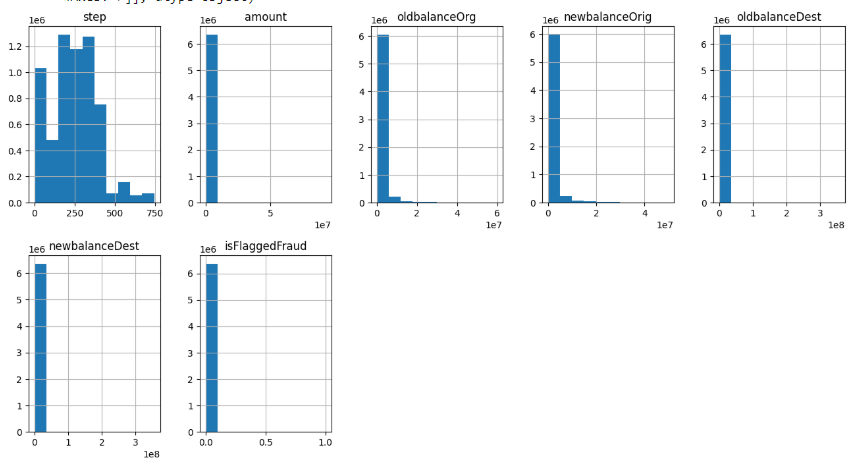 step amount oldbalanceOrg newbalanceOrig oldbalanceDest
1e6 1e6 1e6 1e6 1e6
1.2 6 6 6 6
1.0 5 5 5 5
0.8 4 4 4 4
0.6 3 3 3 3
0.4 2 2 2 2
0.2 1 1 1 1
0.0 0 0 0 0
0 250 500 750 0 5 0 2 4 6 0 2 4 0 1 2 3
1e7 1e7 1e7 1e8
newbalanceDest isFlaggedFraud
1e6 1e6
6 6
5 5
4 4
3 3
2 2
1 1
0 0
0 1 2 3 0.0 0.5 1.0
1e8